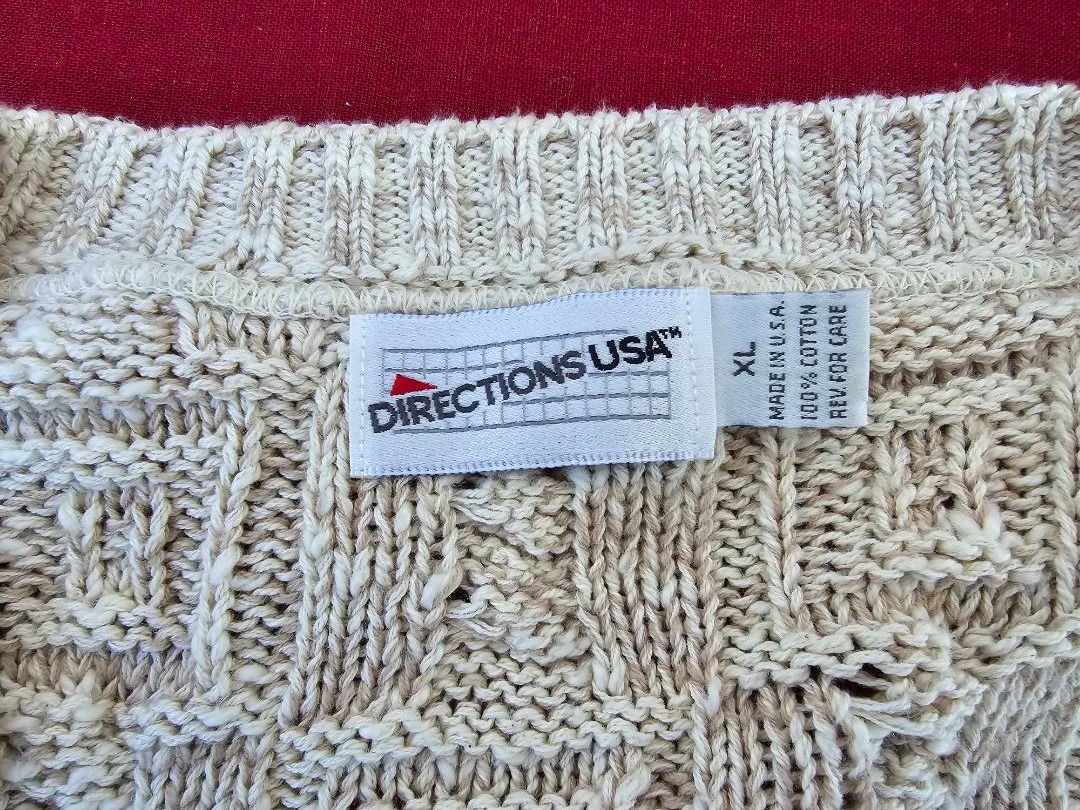 DIRECTIONS USA™
XL
MADE IN U.S.A.
100% COTTON
REV. FOR CARE